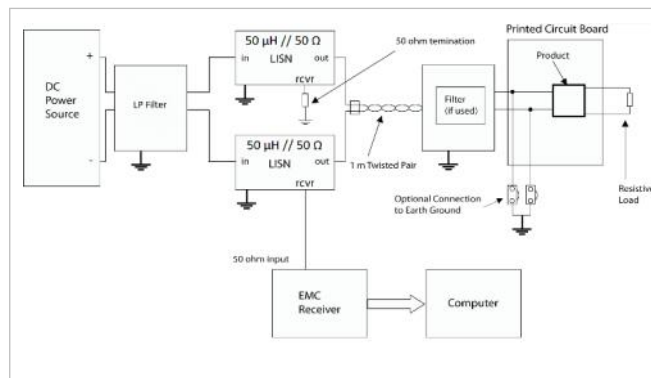 Printed Circuit Board
50 µH // 50 Ω
LISN
in
out
rcvr
50 ohm temination
Product
DC
Power
Source
+
-
LP Filter
Filter
(if used)
50 µH // 50 Ω
LISN
in
out
rcvr
1 m Twisted Pair
Optional Connection
to Earth Ground
Resistive
Load
50 ohm input
EMC
Receiver
Computer